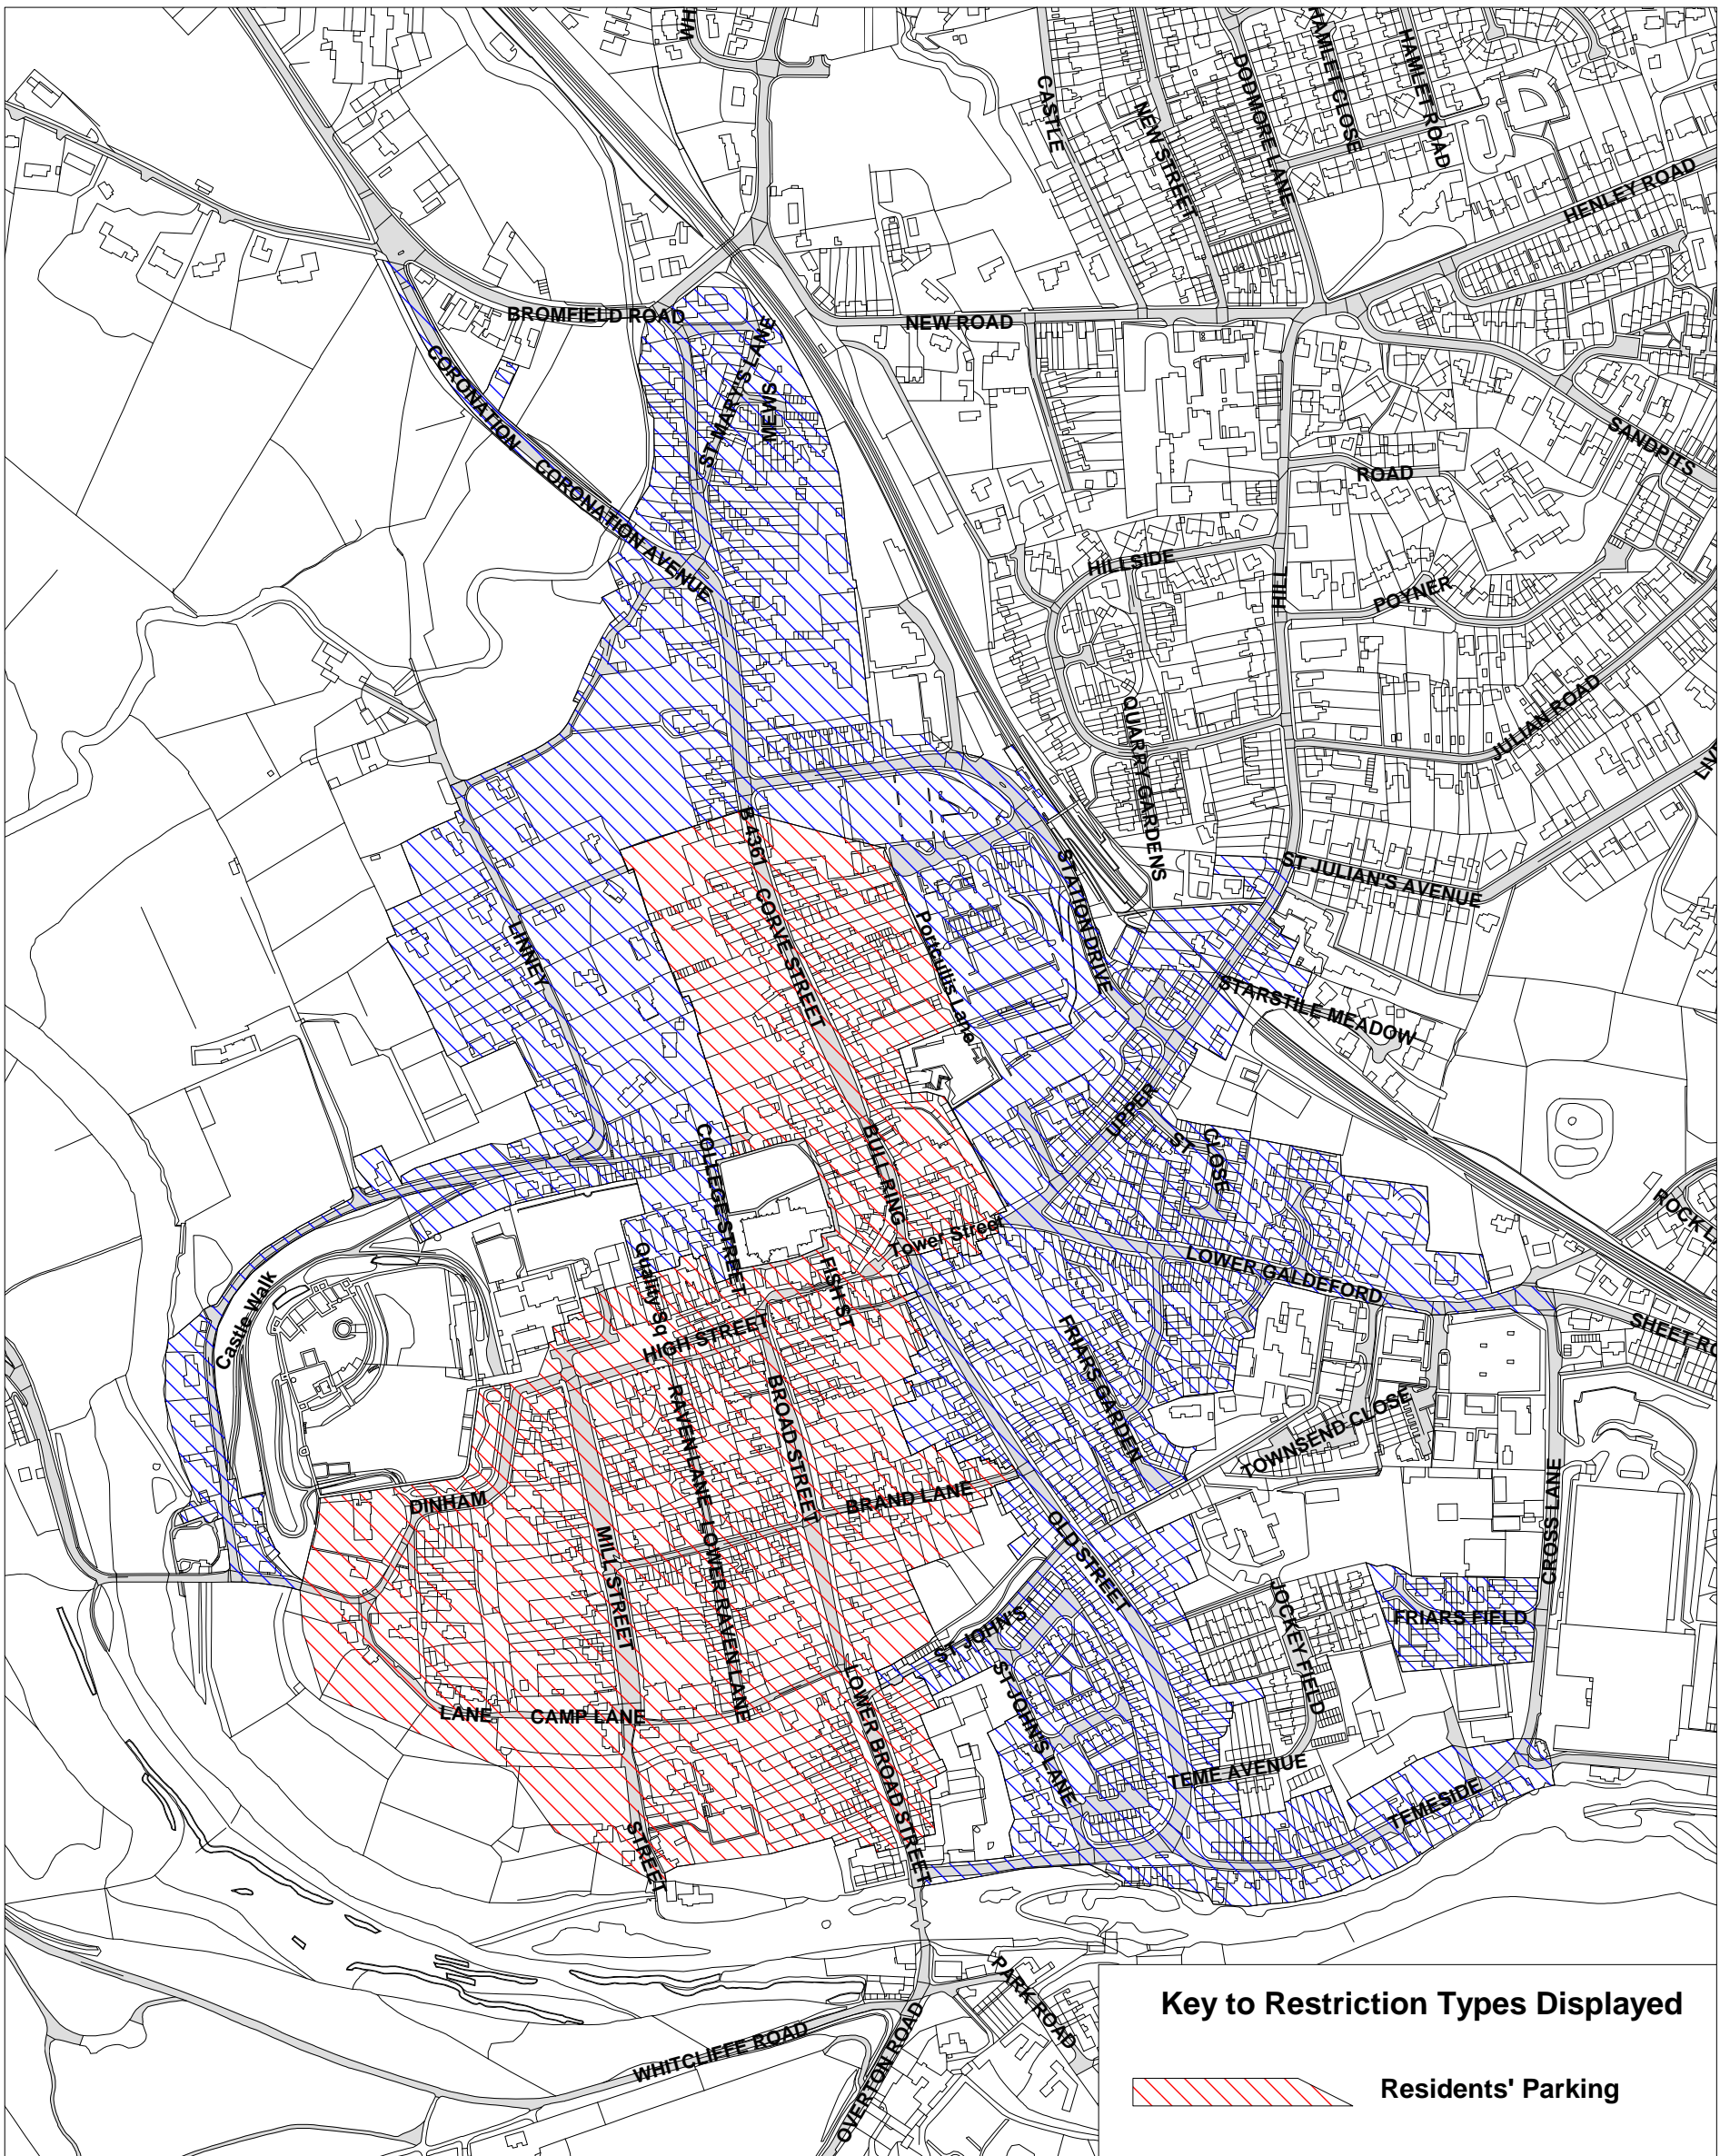 WH
CASTLE
NEW STREET
DODMORE LANE
HAMLET CLOSE
HAMLET ROAD
HENLEY ROAD
BROMFIELD ROAD
NEW ROAD
CORONATION
CORONATION AVENUE
ST MARY'S LANE
MEWS
SANDPITS
ROAD
HILLSIDE
HILL
POYNER
QUARRY GARDENS
JULIAN ROAD
LIV
B4361
CORVE STREET
STATION DRIVE
ST JULIAN'S AVENUE
Portcullis Lane
LINNEY
STARSTILE MEADOW
UPPER
ST
CLOSE
COLLEGE STREET
BULL RING
Tower Street
ROCK L
Quality Sq
FISH ST
LOWER GALDEFORD
SHEET RO
Castle Walk
HIGH STREET
FRIARS GARDEN
RAVEN LANE
BROAD STREET
TOWNSEND CLOSE
DINHAM
BRAND LANE
CROSS LANE
MILL STREET
LOWER RAVEN LANE
OLD STREET
JOCKEY FIELD
FRIARS FIELD
ST JOHN'S
ST JOHN'S LANE
LANE
CAMP LANE
LOWER BROAD STREET
TEME AVENUE
TEMESIDE
STREET
PARK ROAD
WHITCLIFFE ROAD
OVERTON ROAD
Key to Restriction Types Displayed
Residents' Parking